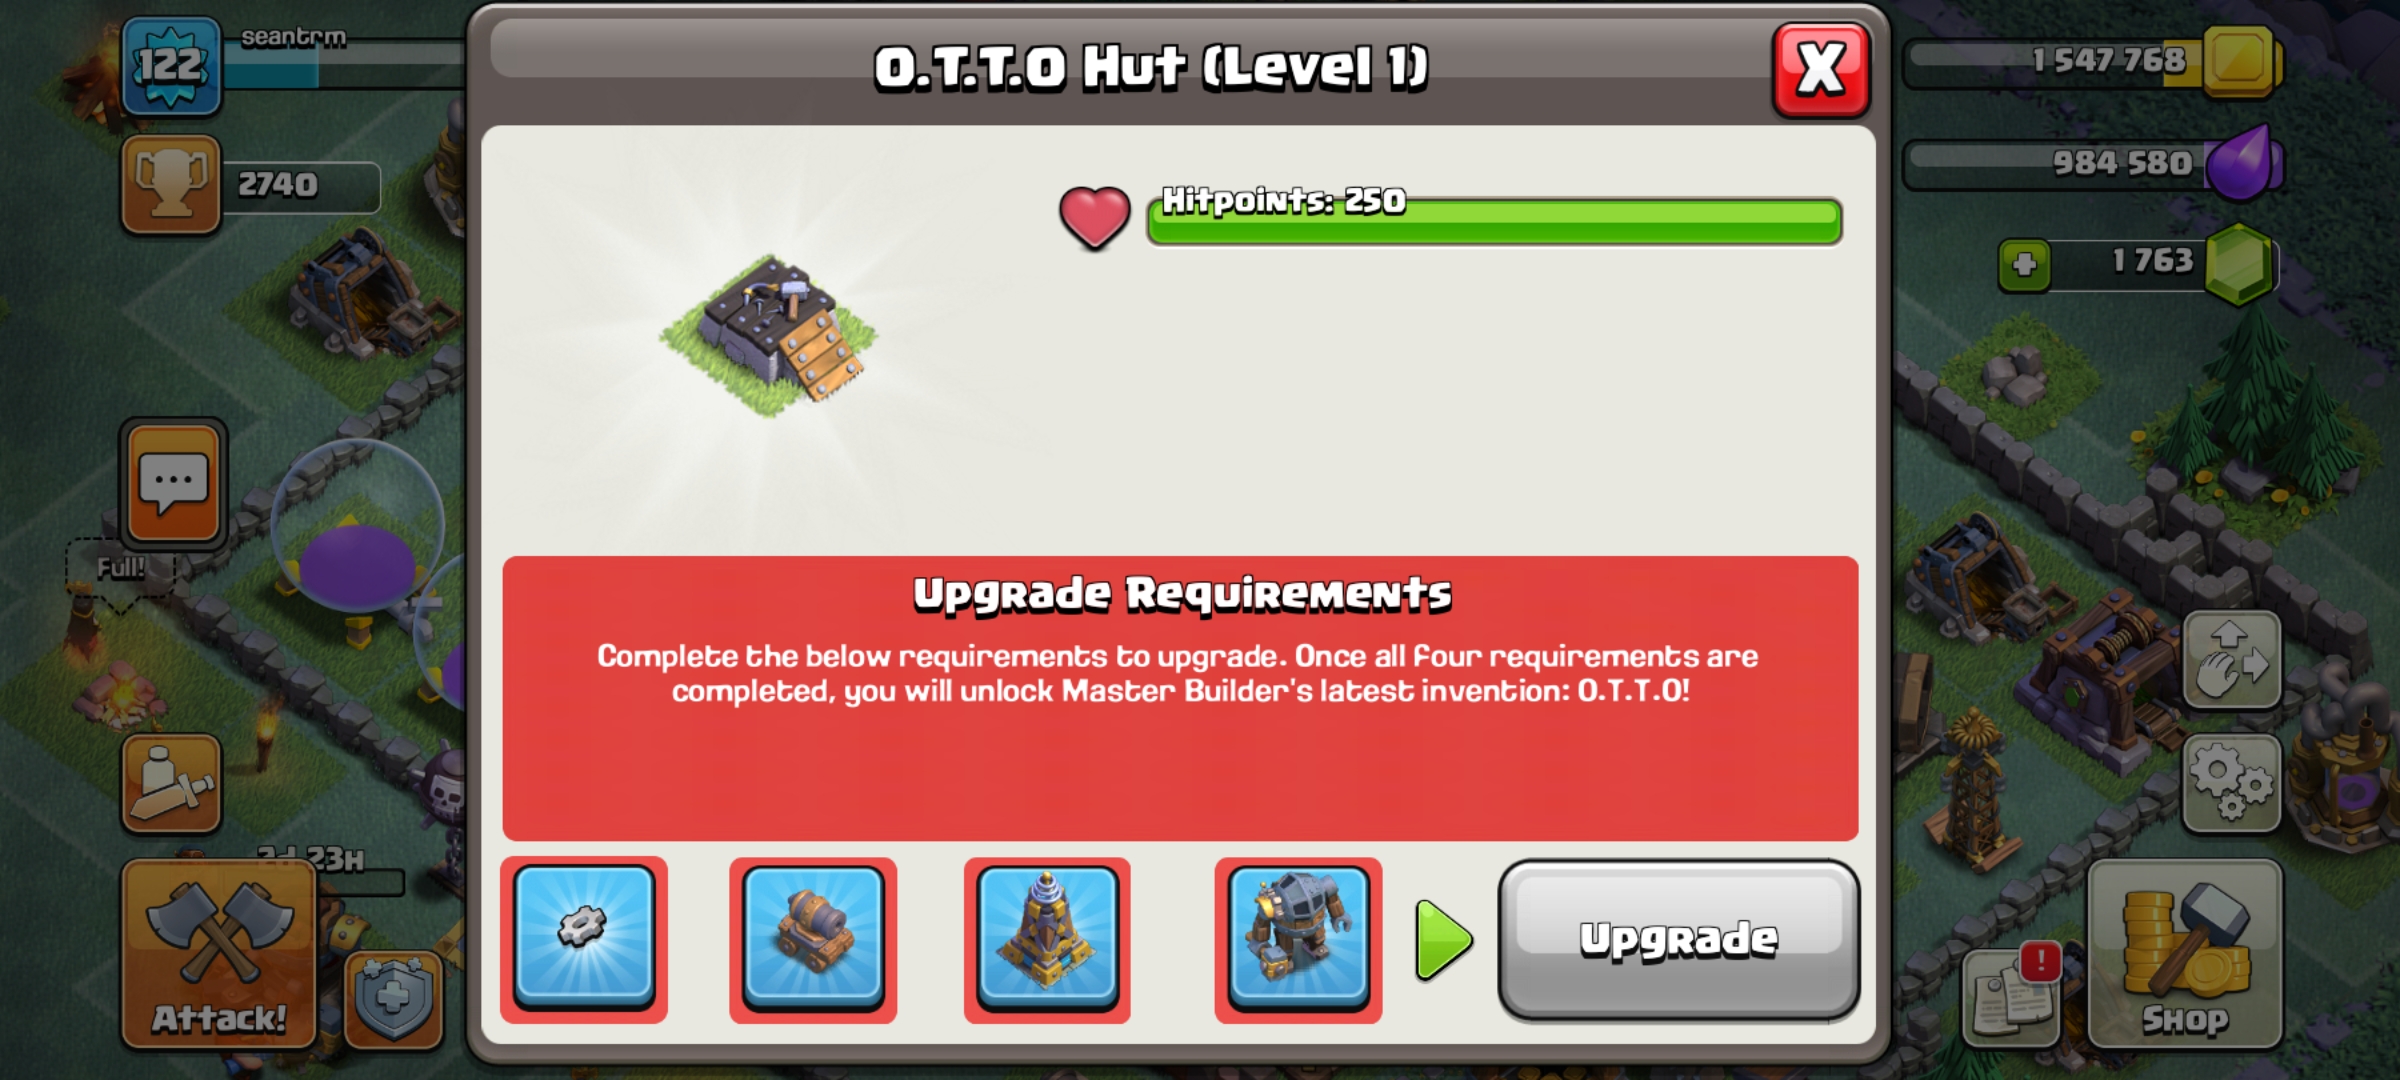 122
seantrm
O.T.T.O Hut (Level 1)
X
1 547 768
2740
984 580
Hitpoints: 250
1 763
Full!
Upgrade Requirements
Complete the below requirements to upgrade. Once all four requirements are
completed, you will unlock Master Builder's latest invention: O.T.T.O!
2d 23H
Upgrade
!
Attack!
Shop